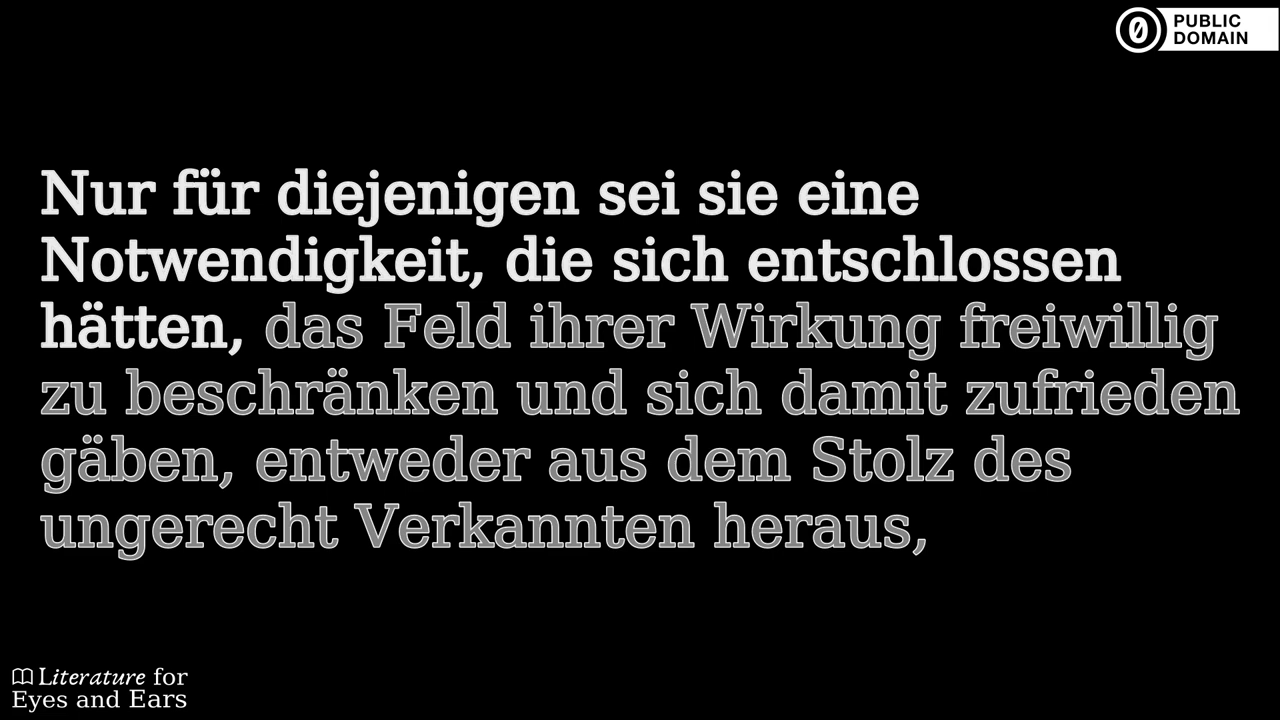 PUBLIC
DOMAIN
Nur für diejenigen sei sie eine
Notwendigkeit, die sich entschlossen
hätten, das Feld ihrer Wirkung freiwillig
zu beschränken und sich damit zufrieden
gäben, entweder aus dem Stolz des
ungerecht Verkannten heraus,
Literature for
Eyes and Ears